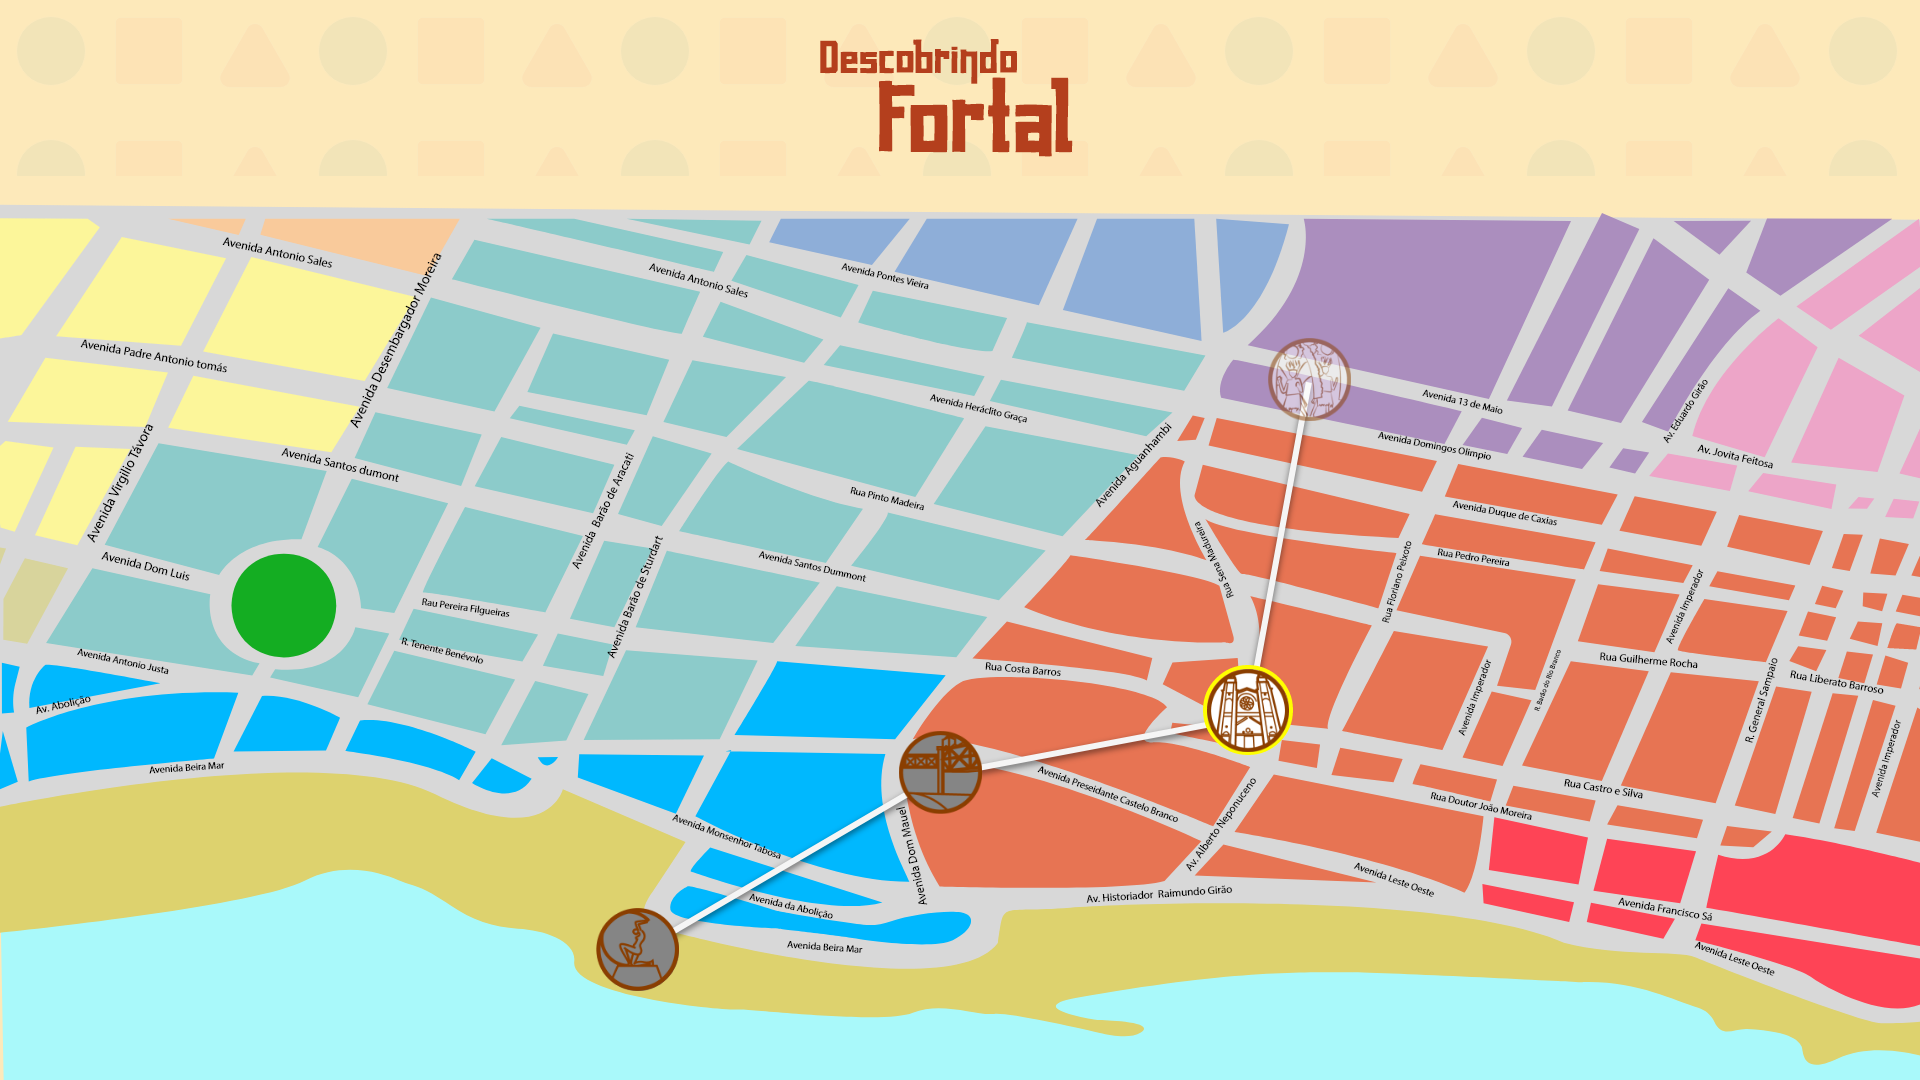 Descobrindo
Fortal
Avenida Antonio Sales
Avenida Desembargador Moreira
Avenida Antonio Sales
Avenida Pontes Vieira
Avenida Padre Antonio tomás
Avenida Heráclito Graça
Avenida 13 de Maio
Av. Eduardo Girão
Avenida Domingos Olimpio
Av. Jovita Feitosa
Avenida Virgilio Távora
Avenida Santos dumont
Avenida Barão de Aracati
Rua Pinto Madeira
Avenida Aguanhambi
Avenida Duque de Caxias
Rua Sena Madureira
Rua Floriano Peixoto
Rua Pedro Pereira
Avenida Imperador
Avenida Dom Luis
Avenida Barão de Sturdart
Avenida Santos Dummont
Rau Pereira Filgueiras
R. Tenente Benévolo
Avenida Antonio Justa
Rua Costa Barros
Avenida Imperador
R. Barão do Rio Branco
Rua Guilherme Rocha
R. General Sampaio
Rua Liberato Barroso
Avenida Imperador
Av. Abolição
Avenida Beira Mar
Avenida Preseidante Castelo Branco
Av. Alberto Neponuceno
Rua Doutor João Moreira
Rua Castro e Silva
Avenida Monsenhor Tabosa
Avenida Dom Mauel
Avenida da Abolição
Avenida Beira Mar
Av. Historiador Raimundo Girão
Avenida Leste Oeste
Avenida Francisco Sá
Avenida Leste Oeste